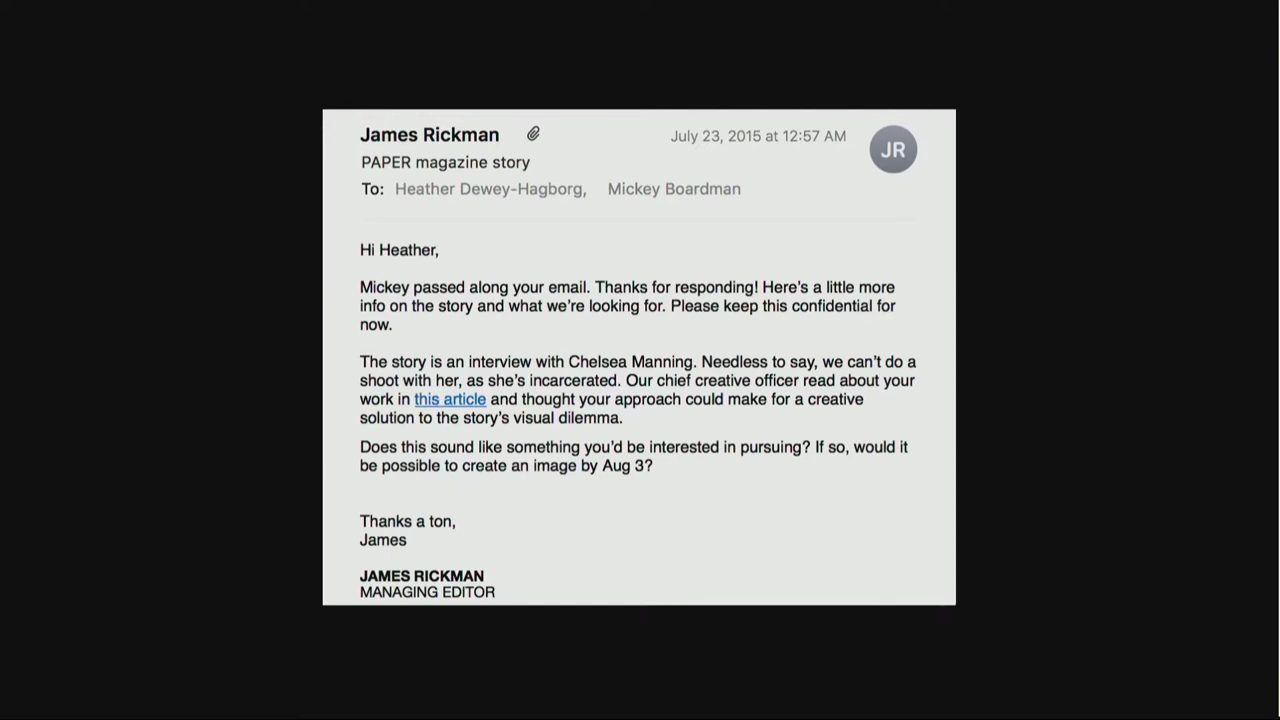 James Rickman
July 23, 2015 at 12:57 AM
JR
PAPER magazine story
To: Heather Dewey-Hagborg, Mickey Boardman
Hi Heather,
Mickey passed along your email. Thanks for responding! Here's a little more
info on the story and what we're looking for. Please keep this confidential for
now.
The story is an interview with Chelsea Manning. Needless to say, we can't do a
shoot with her, as she's incarcerated. Our chief creative officer read about your
work in this article and thought your approach could make for a creative
solution to the story's visual dilemma.
Does this sound like something you'd be interested in pursuing? If so, would it
be possible to create an image by Aug 3?
Thanks a ton,
James
JAMES RICKMAN
MANAGING EDITOR